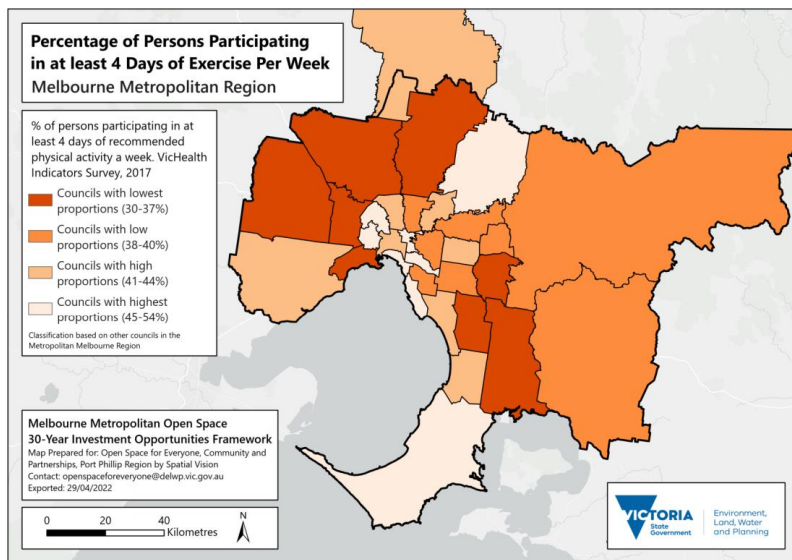 Percentage of Persons Participating
in at least 4 Days of Exercise Per Week
Melbourne Metropolitan Region
% of persons participating in at
least 4 days of recommended
physical activity a week. VicHealth
Indicators Survey, 2017
Councils with lowest
proportions (30-37%)
Councils with low
proportions (38-40%)
Councils with high
proportions (41-44%)
Councils with highest
proportions (45-54%)
Classification based on other councils in the
Metropolitan Melbourne Region
Melbourne Metropolitan Open Space
30-Year Investment Opportunities Framework
Map Prepared for: Open Space for Everyone, Community and
Partnerships, Port Phillip Region by Spatial Vision
Contact: openspaceforeveryone@delwp.vic.gov.au
Exported: 29/04/2022
0 20 40 60
Kilometres
N
VICTORIA
State
Government
Environment,
Land, Water
and Planning